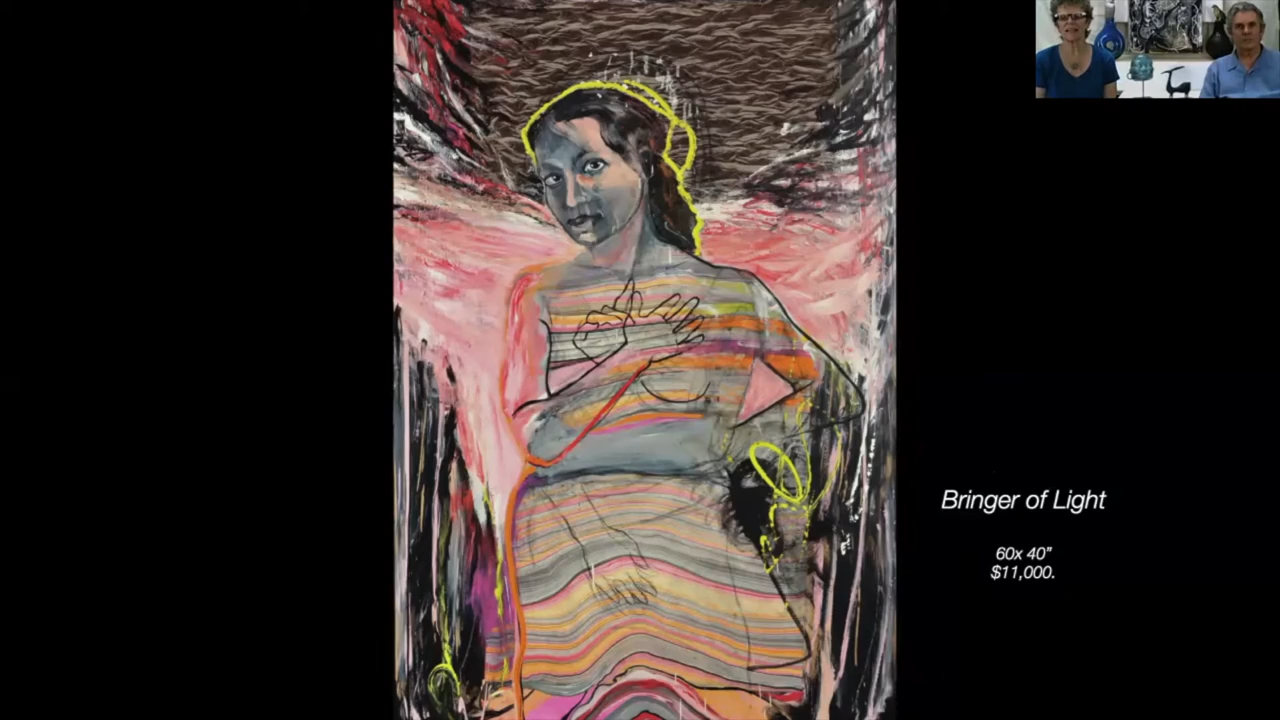 Bringer of Light
60x 40”
$11,000.